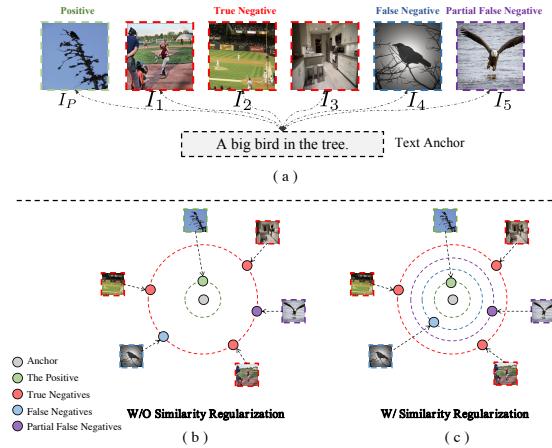 Positive True Negative False Negative Partial False Negative
I_P I_1 I_2 I_3 I_4 I_5
A big bird in the tree. Text Anchor
( a )
Anchor
The Positive
True Negatives
False Negatives
Partial False Negatives
W/O Similarity Regularization W/ Similarity Regularization
( b ) ( c )